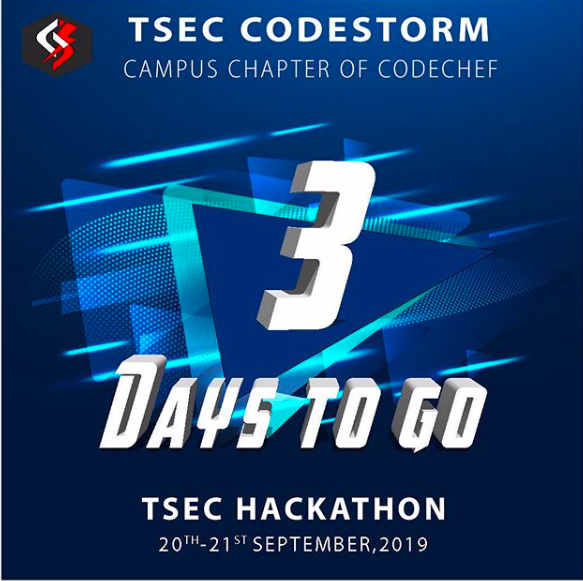 TSEC CODESTORM
CAMPUS CHAPTER OF CODECHEF
3
DAYS TO GO
TSEC HACKATHON
20TH-21ST SEPTEMBER,2019